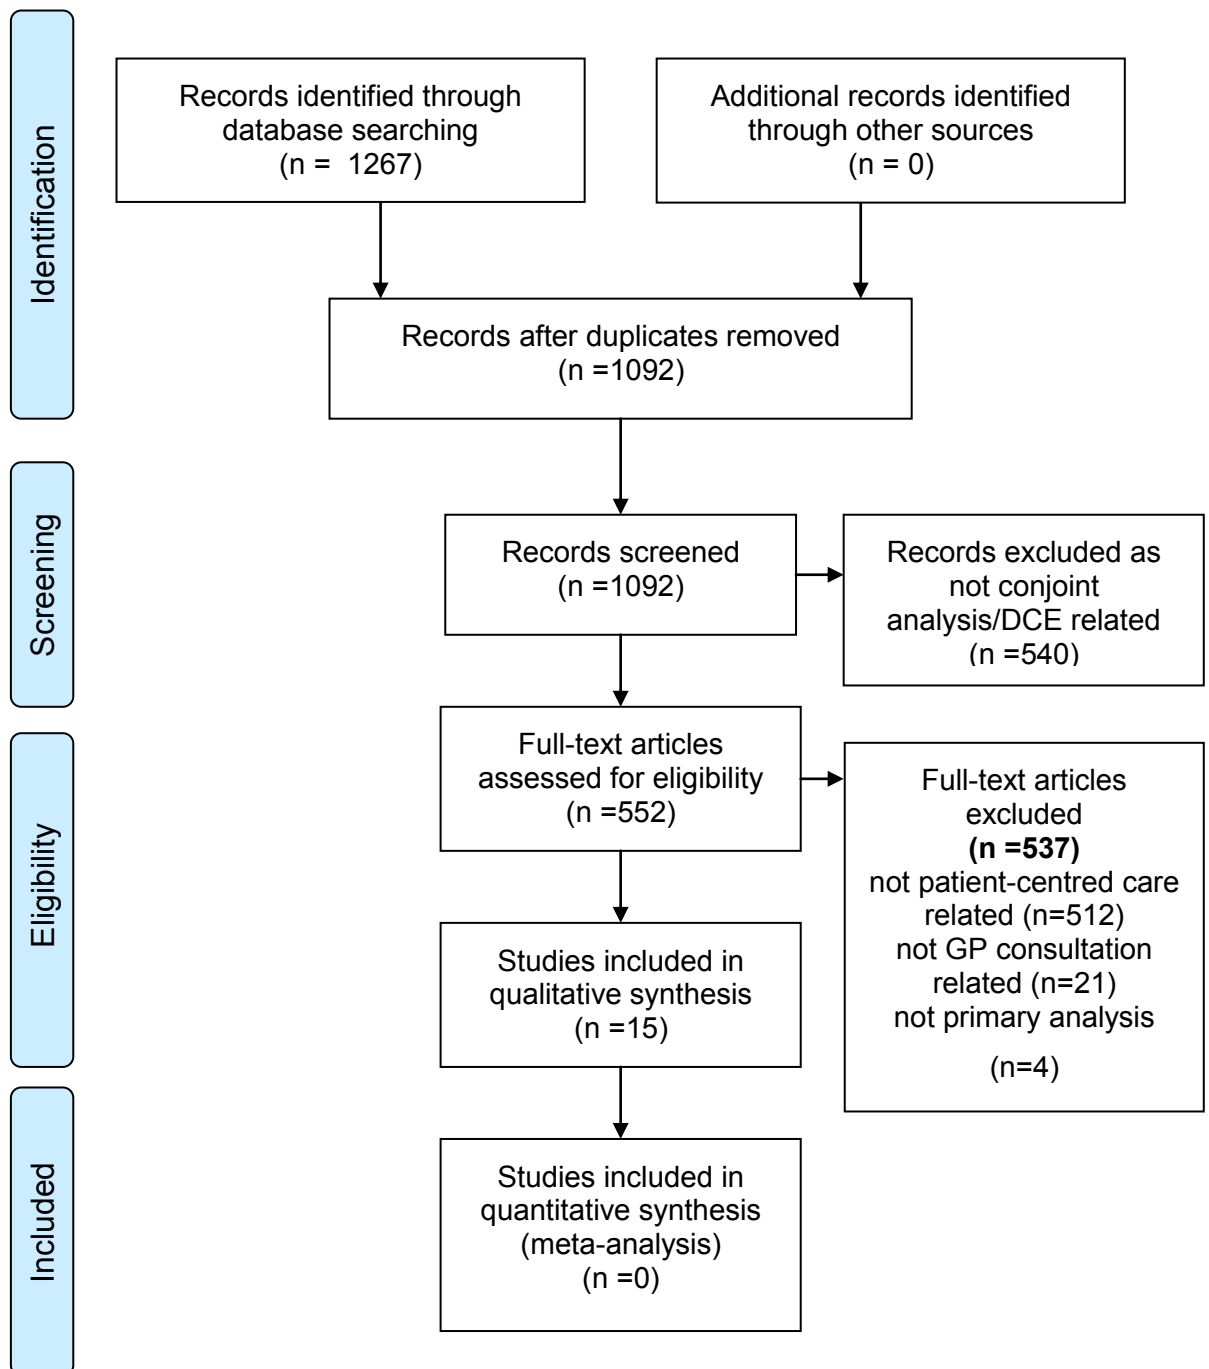 Identification
Records identified through
database searching
(n =  1267)
Additional records identified
through other sources
(n = 0)
Records after duplicates removed
(n =1092)
Screening
Records screened
(n =1092)
Records excluded as
not conjoint
analysis/DCE related
(n =540)
Eligibility
Full-text articles
assessed for eligibility
(n =552)
Full-text articles
excluded
(n =537)
not patient-centred care
related (n=512)
not GP consultation
related (n=21)
not primary analysis
(n=4)
Studies included in
qualitative synthesis
(n =15)
Included
Studies included in
quantitative synthesis
(meta-analysis)
(n =0)